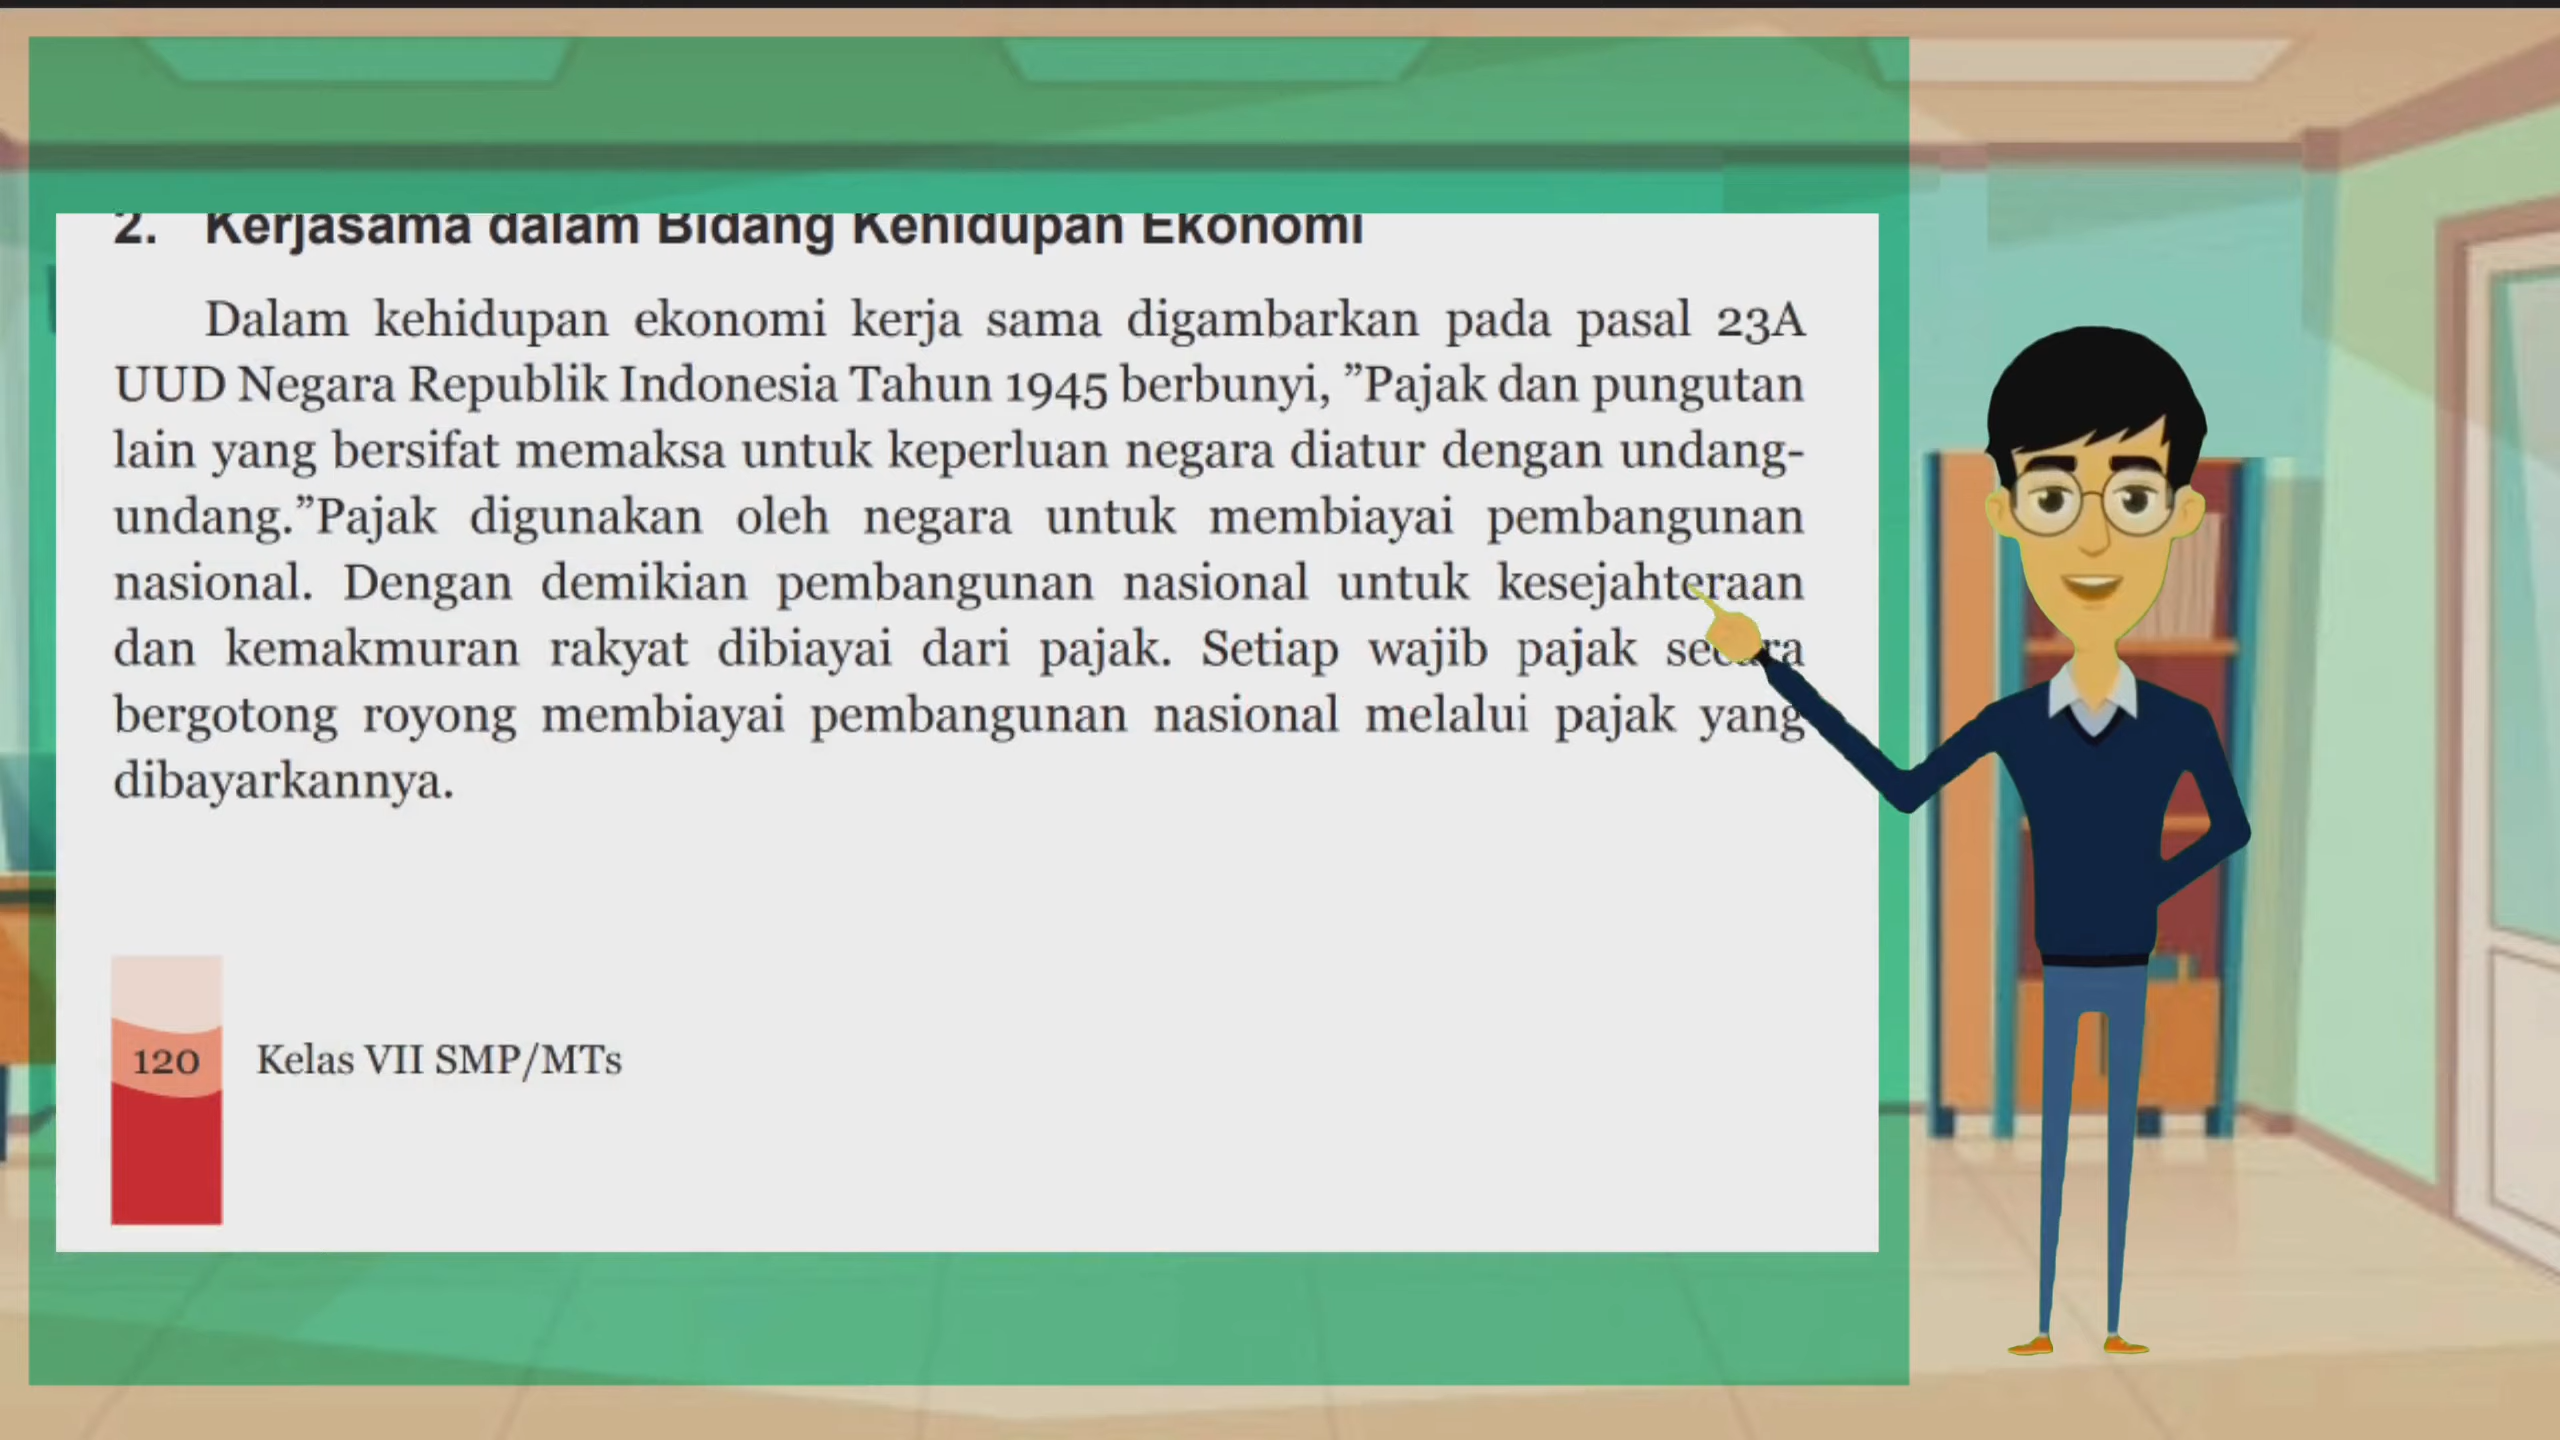 2. Kerjasama dalam Bidang Kehidupan Ekonomi
Dalam kehidupan ekonomi kerja sama digambarkan pada pasal 23A
UUD Negara Republik Indonesia Tahun 1945 berbunyi, ”Pajak dan pungutan
lain yang bersifat memaksa untuk keperluan negara diatur dengan undang-
undang.”Pajak digunakan oleh negara untuk membiayai pembangunan
nasional. Dengan demikian pembangunan nasional untuk kesejahteraan
dan kemakmuran rakyat dibiayai dari pajak. Setiap wajib pajak secara
bergotong royong membiayai pembangunan nasional melalui pajak yang
dibayarkannya.
120 Kelas VII SMP/MTs